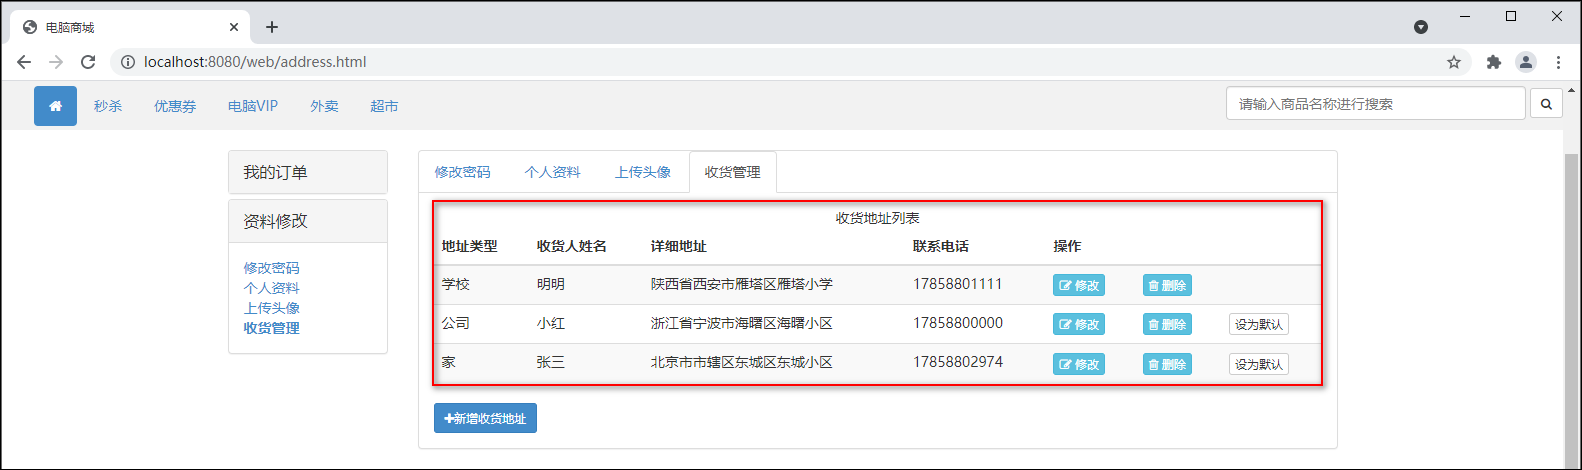 电脑商城
localhost:8080/web/address.html
秒杀 优惠券 电脑VIP 外卖 超市 请输入商品名称进行搜索
我的订单
资料修改
修改密码
个人资料
上传头像
收货管理
修改密码 个人资料 上传头像 收货管理
收货地址列表
地址类型 收货人姓名 详细地址 联系电话 操作
学校 明明 陕西省西安市雁塔区雁塔小学 17858801111 修改 删除
公司 小红 浙江省宁波市海曙区海曙小区 17858800000 修改 删除 设为默认
家 张三 北京市市辖区东城区东城小区 17858802974 修改 删除 设为默认
+新增收货地址